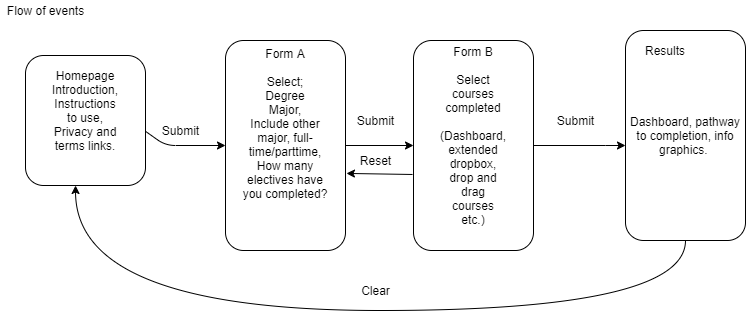 Flow of events
Homepage
Introduction,
Instructions
to use,
Privacy and
terms links.
Submit
Form A
Select;
Degree
Major,
Include other
major, full-
time/parttime,
How many
electives have
you completed?
Submit
Reset
Form B
Select
courses
completed
(Dashboard,
extended
dropbox,
drop and
drag
courses
etc.)
Submit
Results
Dashboard, pathway
to completion, info
graphics.
Clear